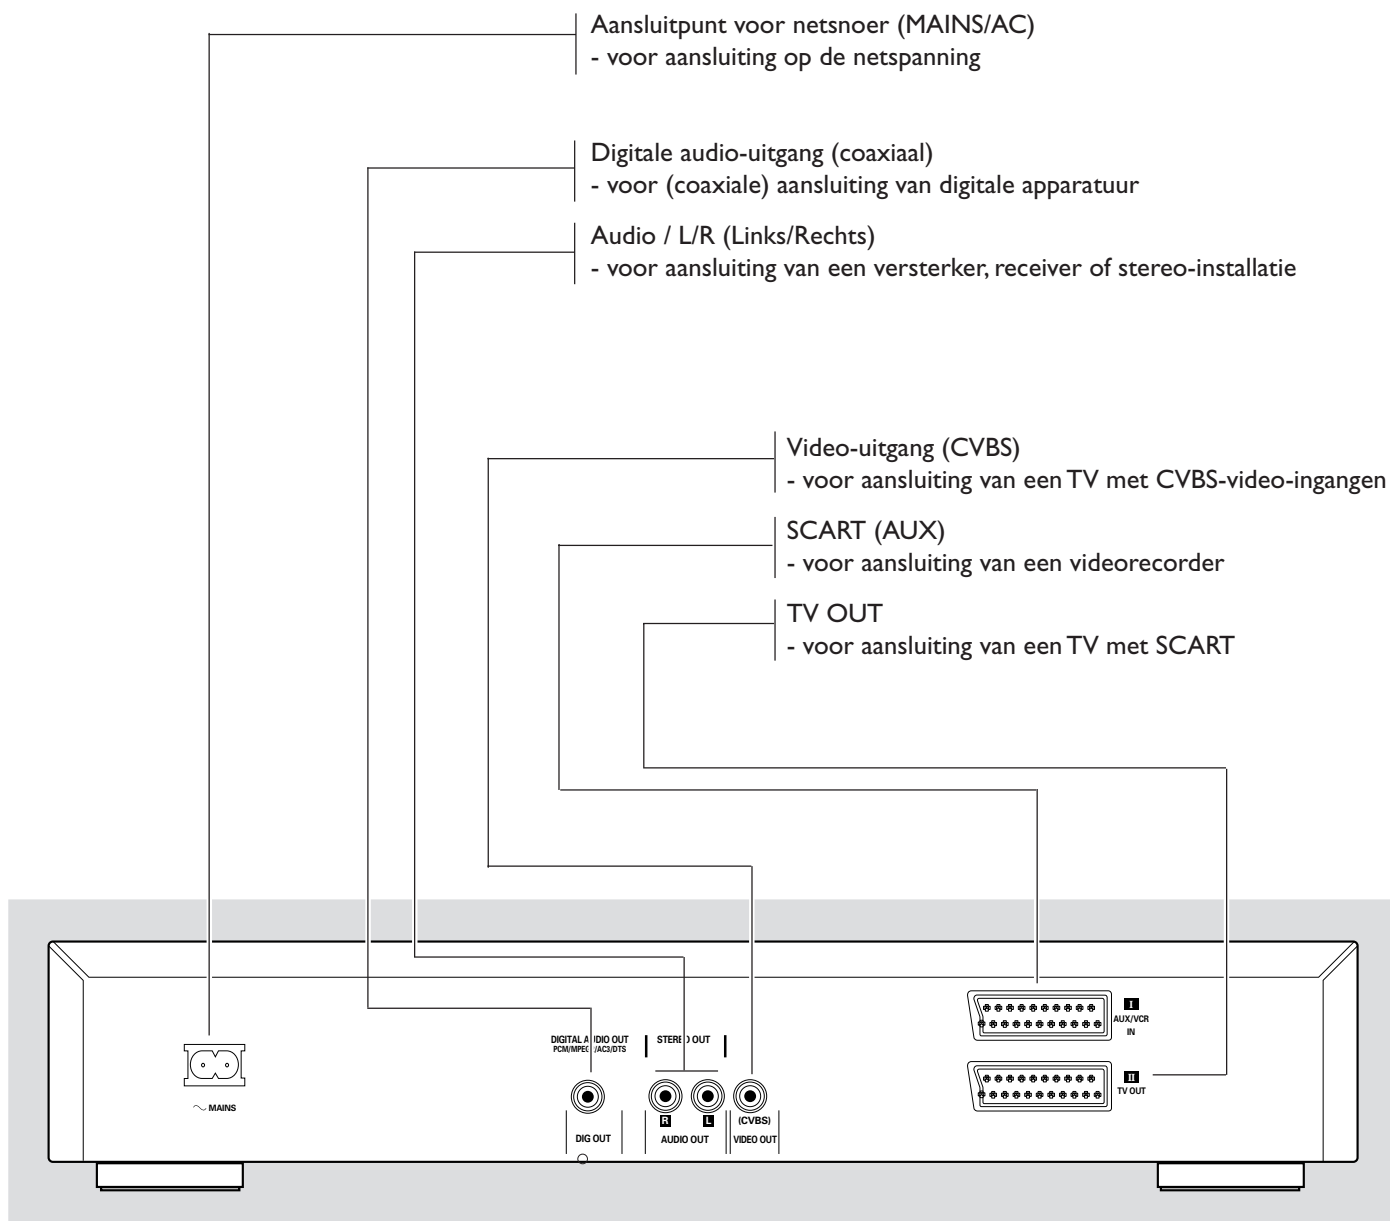 Aansluitpunt voor netsnoer (MAINS/AC)
- voor aansluiting op de netspanning
Digitale audio-uitgang (coaxiaal)
- voor (coaxiale) aansluiting van digitale apparatuur
Audio / L/R (Links/Rechts)
- voor aansluiting van een versterker, receiver of stereo-installatie
Video-uitgang (CVBS)
- voor aansluiting van een TV met CVBS-video-ingangen
SCART (AUX)
- voor aansluiting van een videorecorder
TV OUT
- voor aansluiting van een TV met SCART
I
AUX/VCR
IN
DIGITAL AUDIO OUT
PCM/MPEG2/AC3/DTS
STEREO OUT
II
TV OUT
~ MAINS
R
L
(CVBS)
DIG OUT
AUDIO OUT
VIDEO OUT